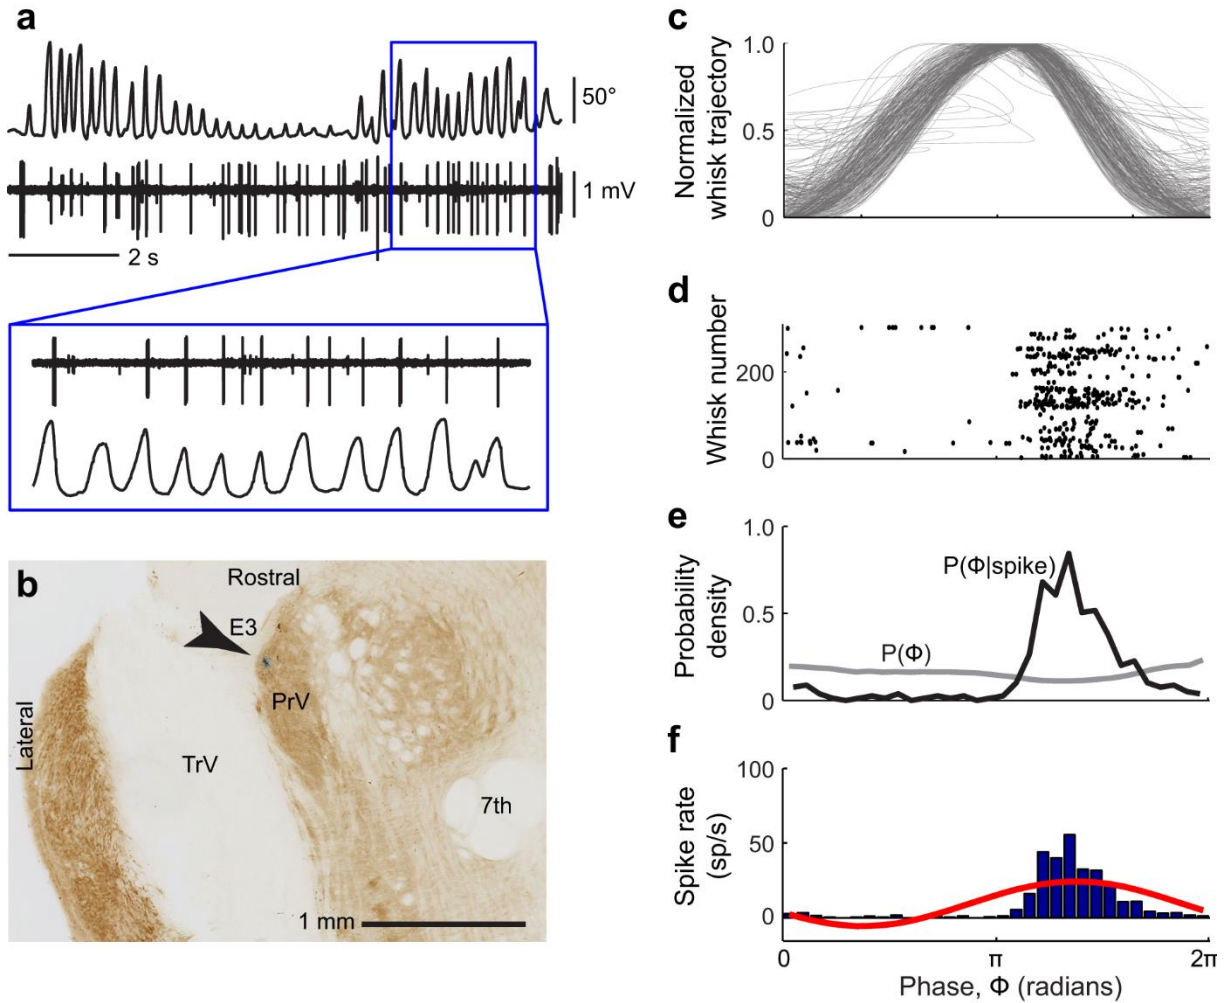 a
50°
1 mV
2 s
b
Rostral
E3
PrV
Lateral
TrV
7th
1 mm
c
Normalized
whisk trajectory
1.0
0.5
0
d
Whisk number
200
0
e
Probability
density
1.0
0.5
0
P(Φ|spike)
P(Φ)
f
Spike rate
(sp/s)
100
50
0
0
π
2π
Phase, Φ (radians)